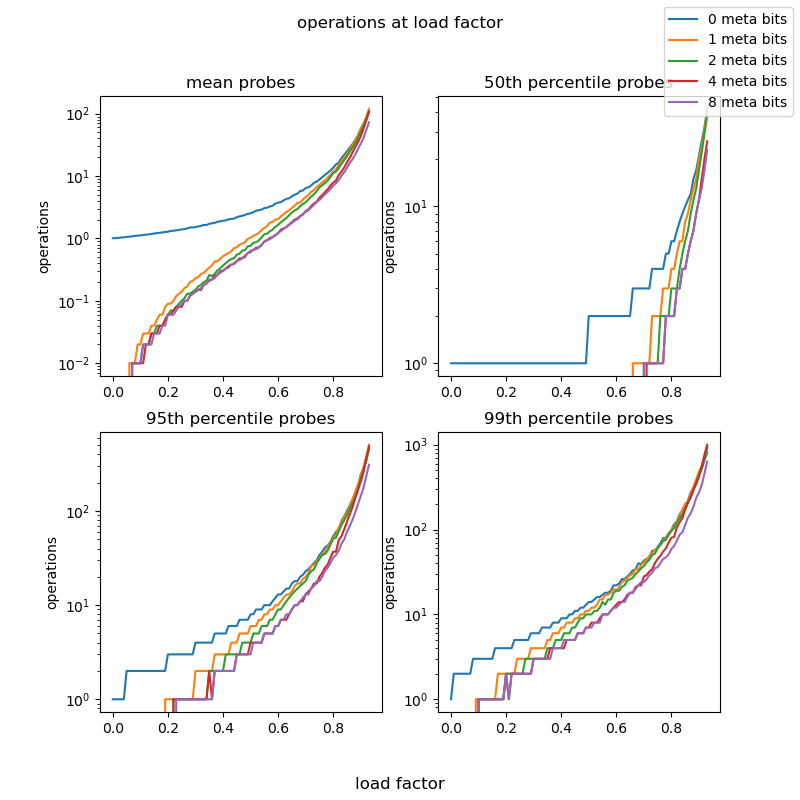 operations at load factor
0 meta bits
1 meta bits
2 meta bits
4 meta bits
8 meta bits
mean probes
operations
10²
10¹
10⁰
10⁻¹
10⁻²
0.0 0.2 0.4 0.6 0.8
50th percentile probes
operations
10¹
10⁰
0.0 0.2 0.4 0.6 0.8
95th percentile probes
operations
10²
10¹
10⁰
0.0 0.2 0.4 0.6 0.8
99th percentile probes
operations
10³
10²
10¹
10⁰
0.0 0.2 0.4 0.6 0.8
load factor